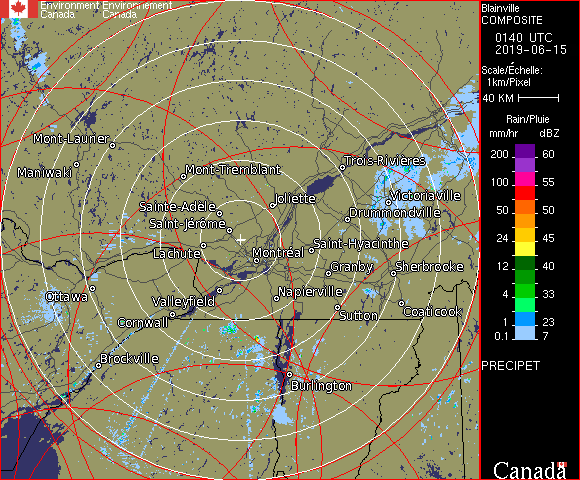 Environment Environnement
Canada Canada
Blainville
COMPOSITE
0140 UTC
2019-06-15
Scale/Échelle:
1km/Pixel
40 KM
Rain/Pluie
mm/hr dBZ
200 60
100 55
50 50
24 45
12 40
4 33
1 23
0.1 7
PRECIPET
Mont-Laurier
Maniwaki
Mont-Tremblant
Trois-Rivières
Sainte-Adèle
Joliette
Victoriaville
Saint-Jérôme
Drummondville
Lachute
Montréal
Saint-Hyacinthe
Granby
Sherbrooke
Ottawa
Valleyfield
Napierville
Cornwall
Sutton
Coaticook
Brockville
Burlington
Canada